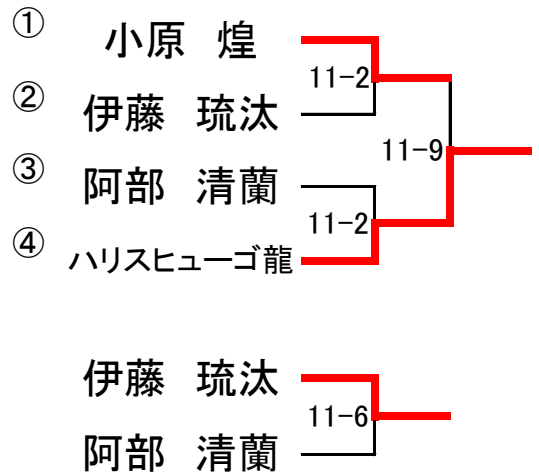 ① 小原 煌
11-2
② 伊藤 琉汰
11-9
③ 阿部 清蘭
11-2
④ ハリスヒューゴ龍
伊藤 琉汰
11-6
阿部 清蘭